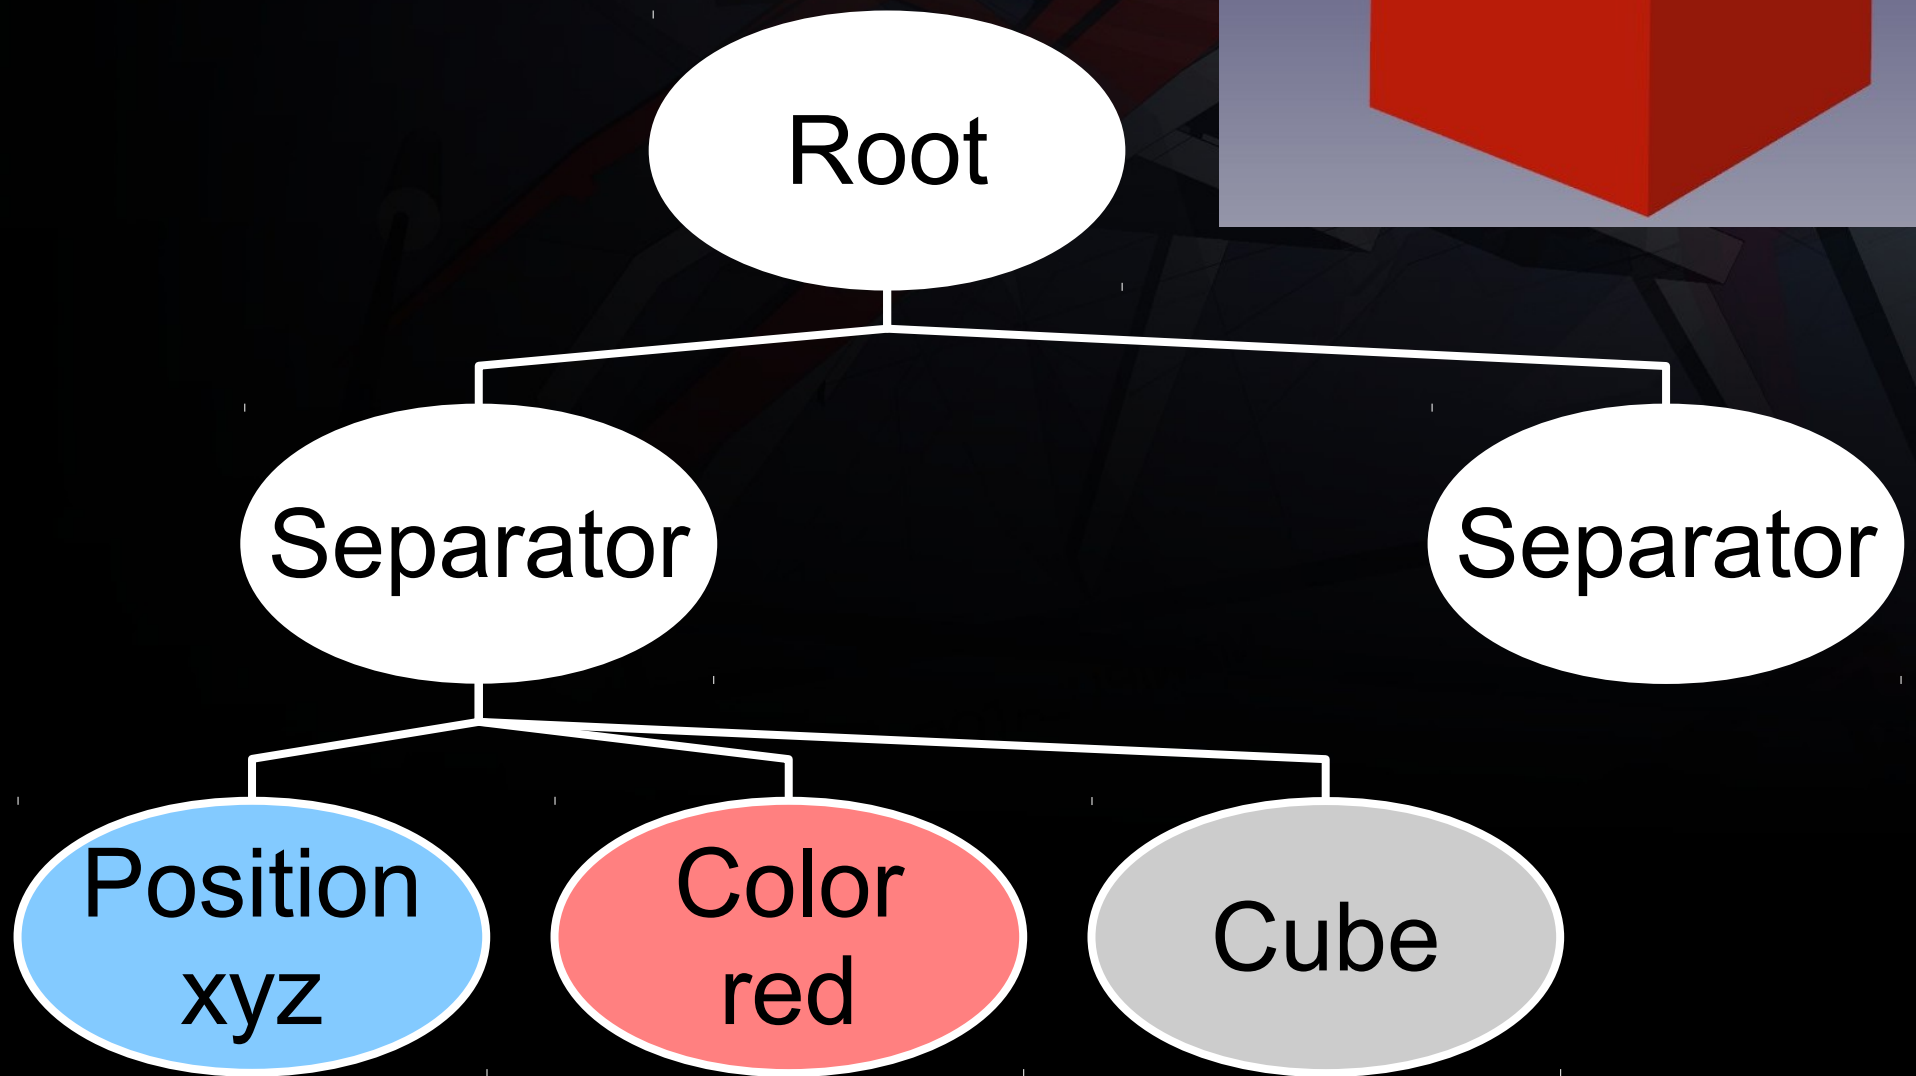 Root
Separator
Separator
Position
xyz
Color
red
Cube